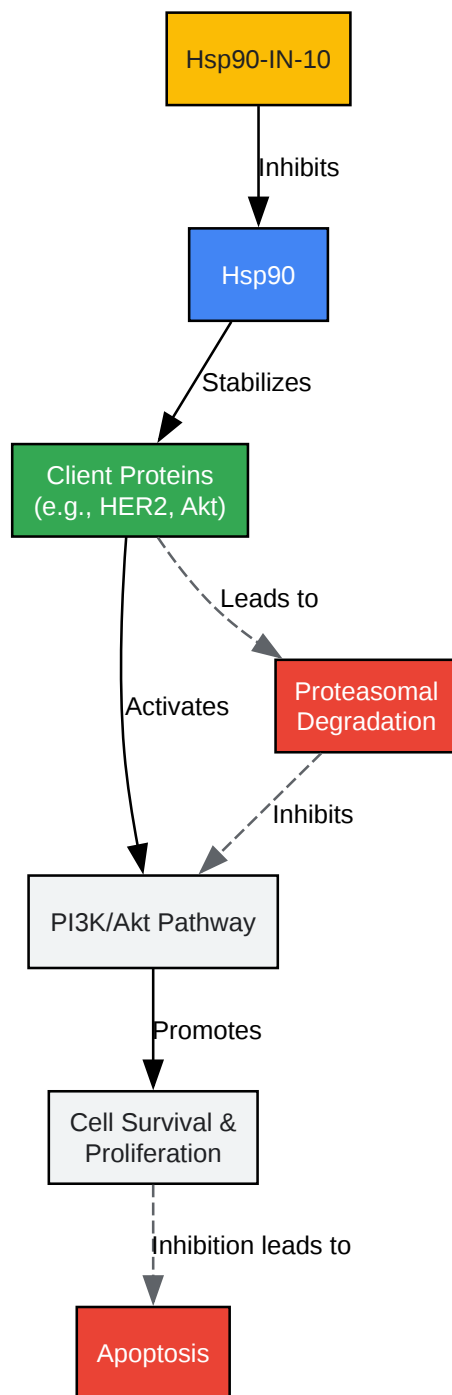 Hsp90-IN-10
Inhibits
Hsp90
Stabilizes
Client Proteins
(e.g., HER2, Akt)
Leads to
Proteasomal
Degradation
Activates
Inhibits
PI3K/Akt Pathway
Promotes
Cell Survival &
Proliferation
Inhibition leads to
Apoptosis